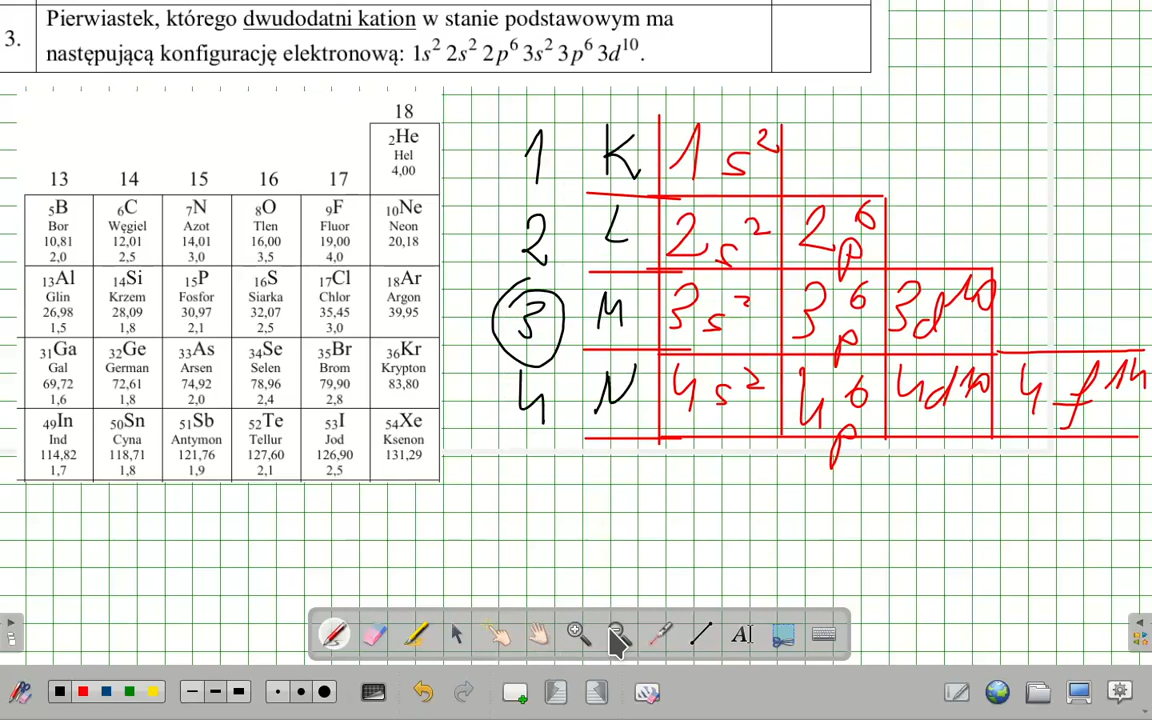 3.
Pierwiastek, którego dwudodatni kation w stanie podstawowym ma
następującą konfigurację elektronową: 1s² 2s² 2p⁶ 3s² 3p⁶ 3d¹⁰.
18
₂He
Hel
4,00
13 14 15 16 17
₅B ₆C ₇N ₈O ₉F ₁₀Ne
Bor Węgiel Azot Tlen Fluor Neon
10,81 12,01 14,01 16,00 19,00 20,18
2,0 2,5 3,0 3,5 4,0
₁₃Al ₁₄Si ₁₅P ₁₆S ₁₇Cl ₁₈Ar
Glin Krzem Fosfor Siarka Chlor Argon
26,98 28,09 30,97 32,07 35,45 39,95
1,5 1,8 2,1 2,5 3,0
₃₁Ga ₃₂Ge ₃₃As ₃₄Se ₃₅Br ₃₆Kr
Gal German Arsen Selen Brom Krypton
69,72 72,61 74,92 78,96 79,90 83,80
1,6 1,8 2,0 2,4 2,8
₄₉In ₅₀Sn ₅₁Sb ₅₂Te ₅₃I ₅₄Xe
Ind Cyna Antymon Tellur Jod Ksenon
114,82 118,71 121,76 127,60 126,90 131,29
1,7 1,8 1,9 2,1 2,5
1 K 1s²
2 L 2s² 2p⁶
3 M 3s² 3p⁶ 3d¹⁰
4 N 4s² 4p⁶ 4d¹⁰ 4f¹⁴
A